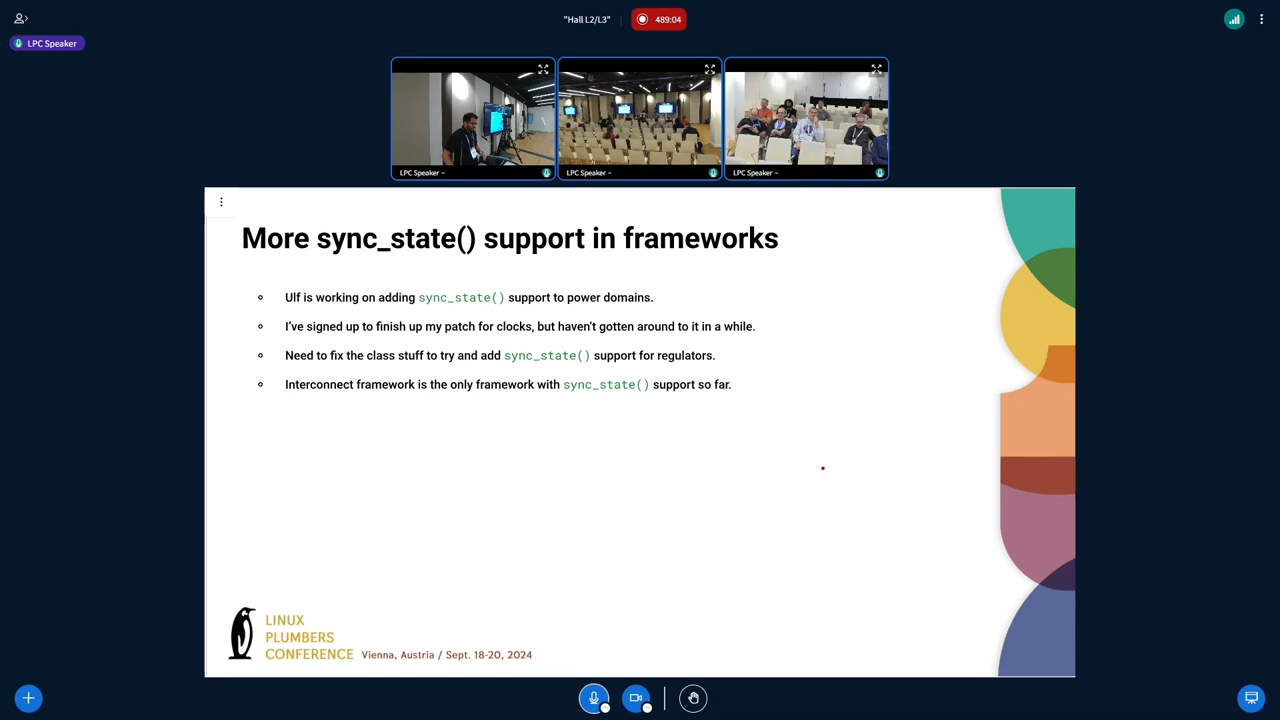 "Hall L2/L3"
489:04
LPC Speaker
LPC Speaker
LPC Speaker
LPC Speaker
More sync_state() support in frameworks
Ulf is working on adding sync_state() support to power domains.
I've signed up to finish up my patch for clocks, but haven't gotten around to it in a while.
Need to fix the class stuff to try and add sync_state() support for regulators.
Interconnect framework is the only framework with sync_state() support so far.
LINUX
PLUMBERS
CONFERENCE
Vienna, Austria / Sept. 18-20, 2024